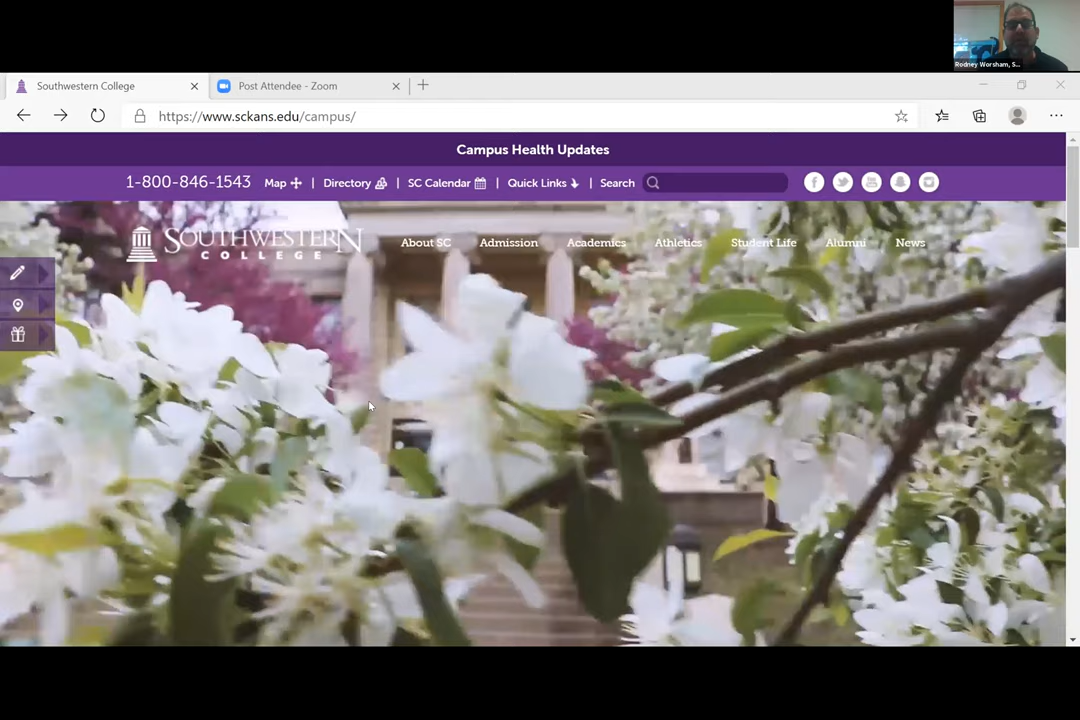 Rodney Worsham, S...
Southwestern College
Post Attendee - Zoom
https://www.sckans.edu/campus/
Campus Health Updates
1-800-846-1543 Map | Directory | SC Calendar | Quick Links | Search
SOUTHWESTERN
COLLEGE
About SC Admission Academics Athletics Student Life Alumni News